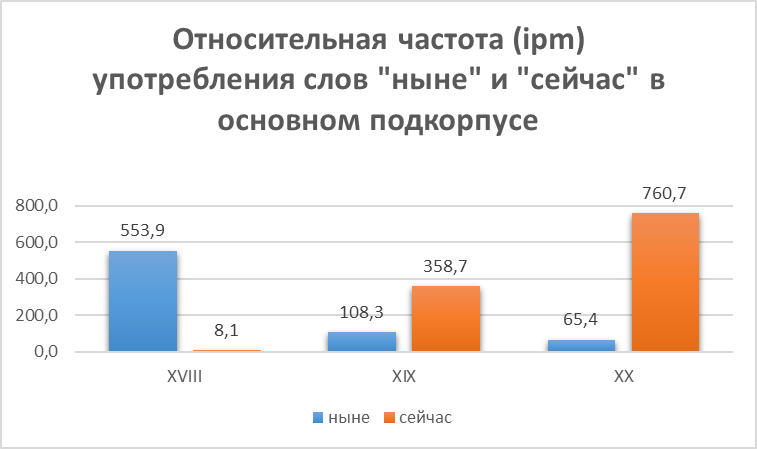 Относительная частота (ipm)
употребления слов "ныне" и "сейчас" в
основном подкорпусе
800,0
600,0
400,0
200,0
0,0
553,9
8,1
108,3
358,7
65,4
760,7
XVIII
XIX
XX
ныне
сейчас